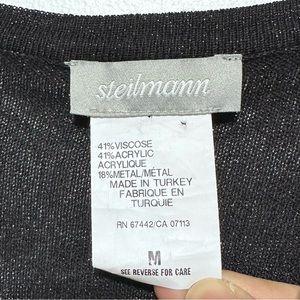 steilmann
41%VISCOSE
41%ACRYLIC
ACRYLIQUE
18%METAL/MÉTAL
MADE IN TURKEY
FABRIQUE EN
TURQUIE
RN 67442/CA 07113
M
SEE REVERSE FOR CARE